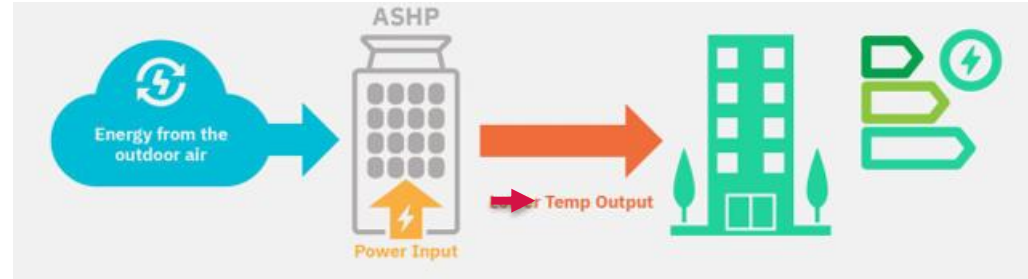 ASHP
Energy from the
outdoor air
Temp Output
Power Input